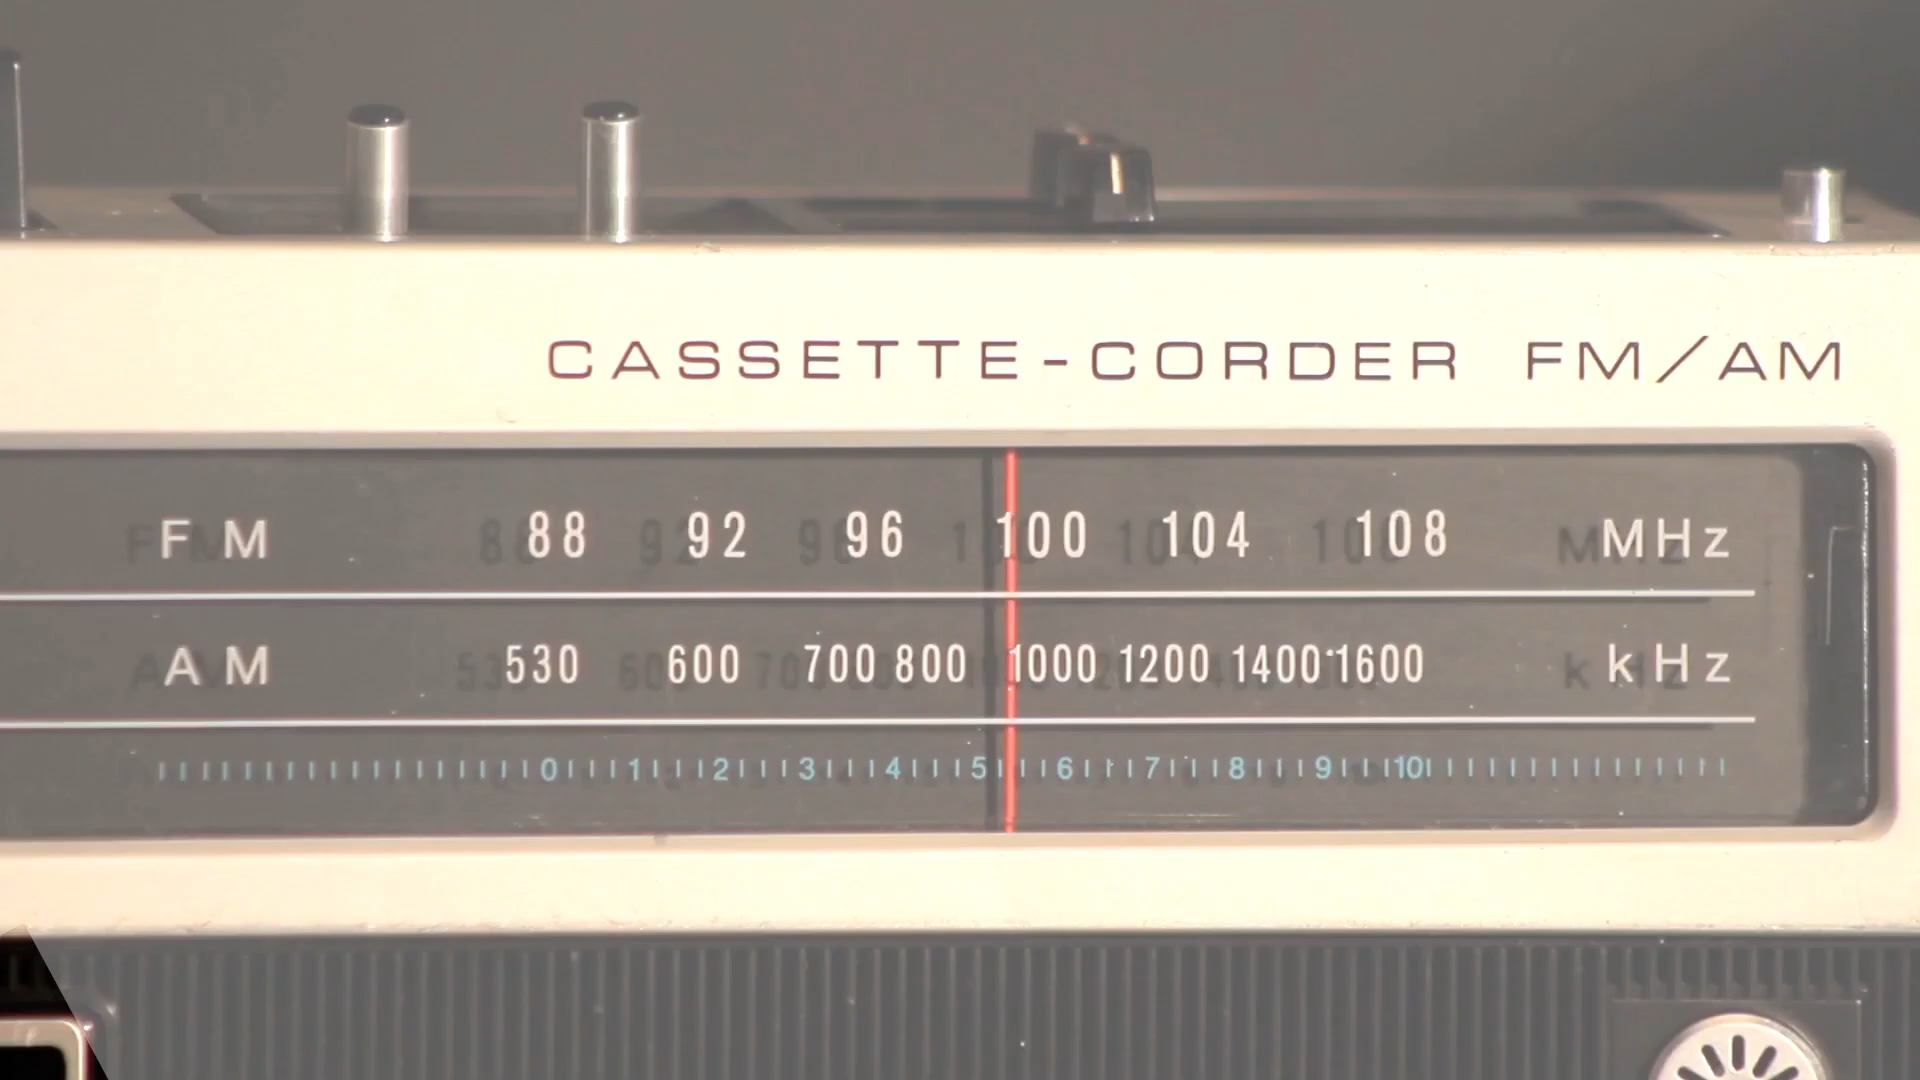 CASSETTE-CORDER FM/AM
FM 88 92 96 100 104 108 MHz
AM 530 600 700 800 1000 1200 1400 1600 kHz
0 1 2 3 4 5 6 7 8 9 10